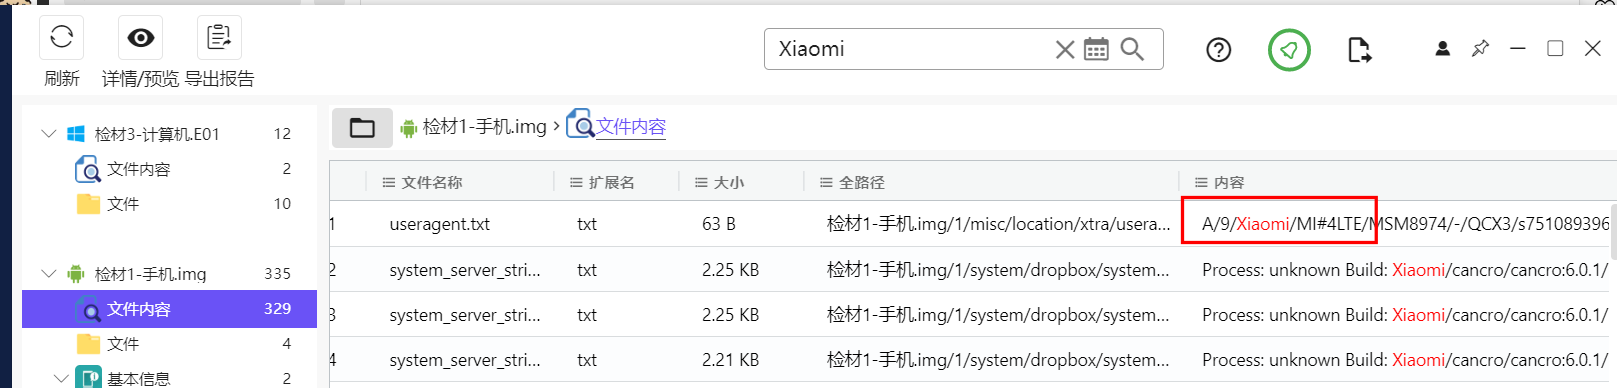 Xiaomi
刷新
详情/预览
导出报告
检材3-计算机.E01 12
文件内容 2
文件 10
检材1-手机.img 335
文件内容 329
文件 4
基本信息 2
检材1-手机.img > 文件内容
文件名称 扩展名 大小 全路径 内容
1 useragent.txt txt 63 B 检材1-手机.img/1/misc/location/xtra/usera... A/9/Xiaomi/MI#4LTE/MSM8974/-/QCX3/s751089396
2 system_server_stri... txt 2.25 KB 检材1-手机.img/1/system/dropbox/system... Process: unknown Build: Xiaomi/cancro/cancro:6.0.1/
3 system_server_stri... txt 2.25 KB 检材1-手机.img/1/system/dropbox/system... Process: unknown Build: Xiaomi/cancro/cancro:6.0.1/
4 system_server_stri... txt 2.21 KB 检材1-手机.img/1/system/dropbox/system... Process: unknown Build: Xiaomi/cancro/cancro:6.0.1/